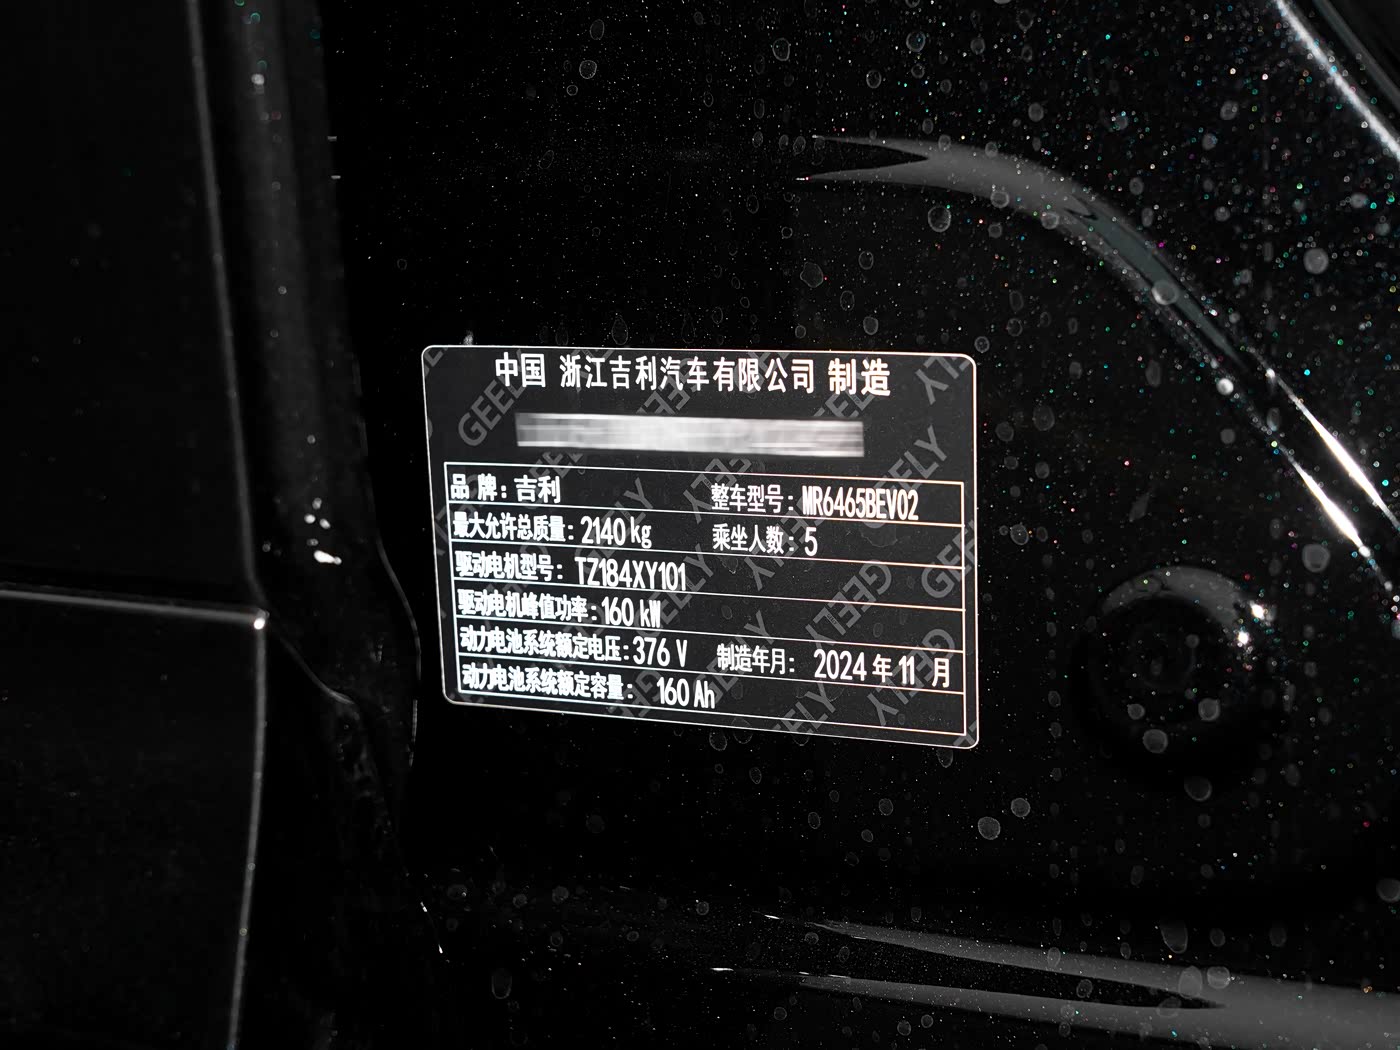 中国 浙江吉利汽车有限公司 制造
品 牌: 吉利 整车型号: MR6465BEV02
最大允许总质量: 2140 kg 乘坐人数: 5
驱动电机型号: TZ184XY101
驱动电机峰值功率: 160 kW
动力电池系统额定电压: 376 V 制造年月: 2024 年 11 月
动力电池系统额定容量: 160 Ah